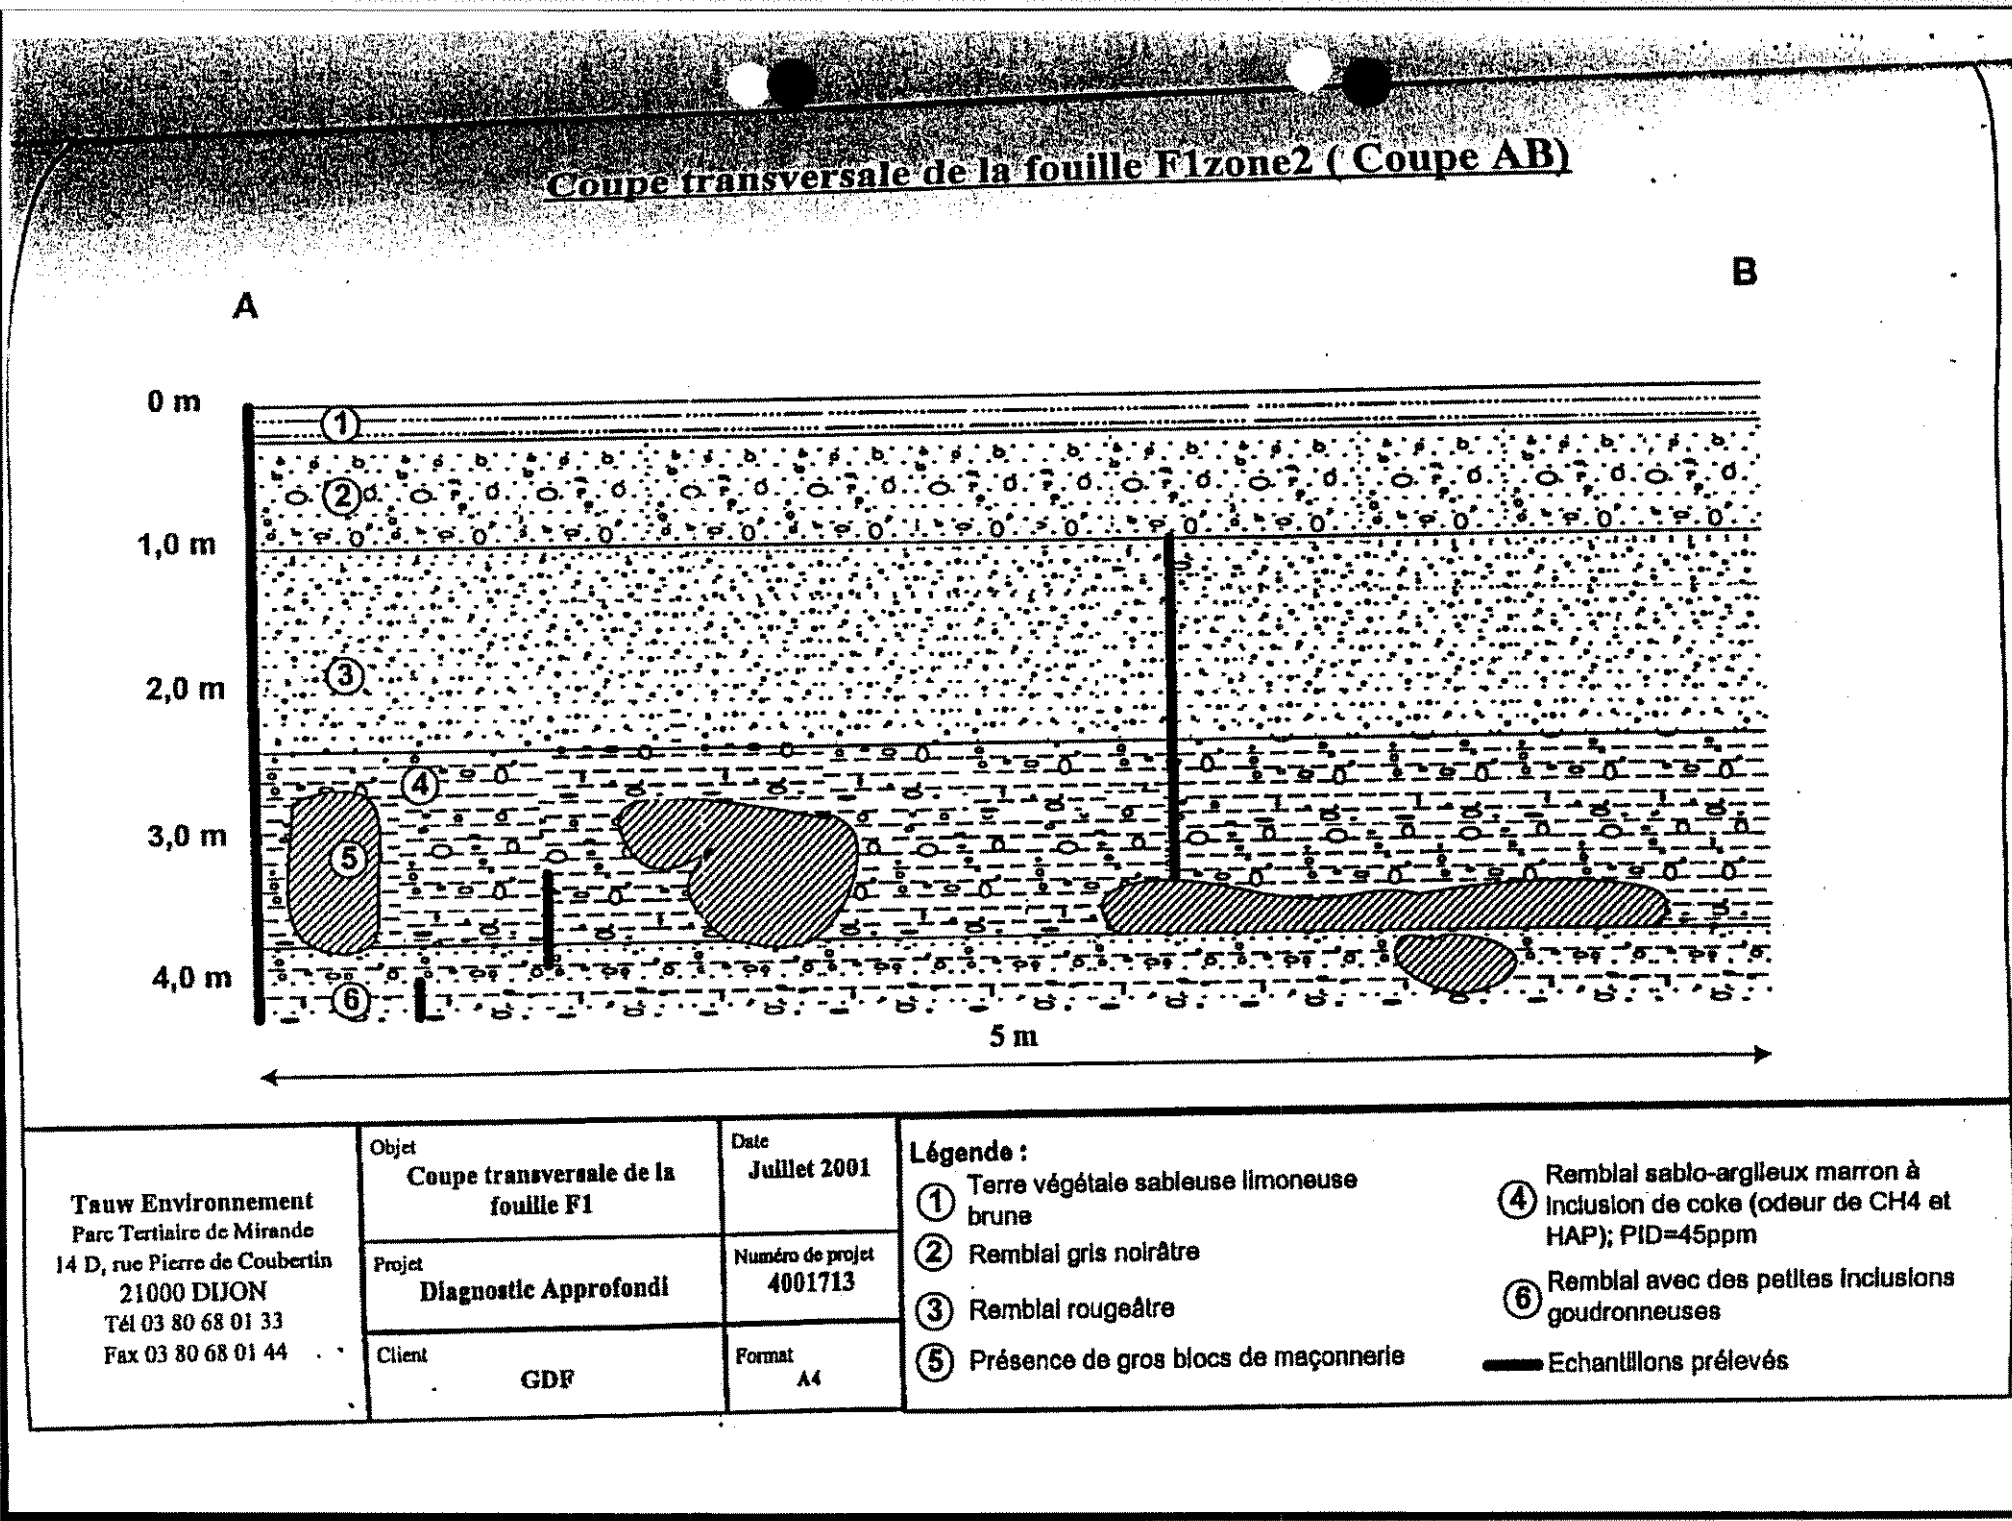 Coupe transversale de la fouille F1zone2 ( Coupe AB)
A
B
0 m
1
2
1,0 m
3
2,0 m
4
3,0 m
5
4,0 m
6
5 m
Tauw Environnement
Parc Tertiaire de Mirande
14 D, rue Pierre de Coubertin
21000 DIJON
Tél 03 80 68 01 33
Fax 03 80 68 01 44
Objet
Coupe transversale de la
fouille F1
Date
Juillet 2001
Projet
Diagnostic Approfondi
Numéro de projet
4001713
Client
GDF
Format
A4
Légende :
1 Terre végétale sableuse limoneuse
brune
2 Remblai gris noirâtre
3 Remblai rougeâtre
5 Présence de gros blocs de maçonnerie
4 Remblai sablo-argileux marron à
inclusion de coke (odeur de CH4 et
HAP); PID=45ppm
6 Remblai avec des petites inclusions
goudronneuses
Echantillons prélevés